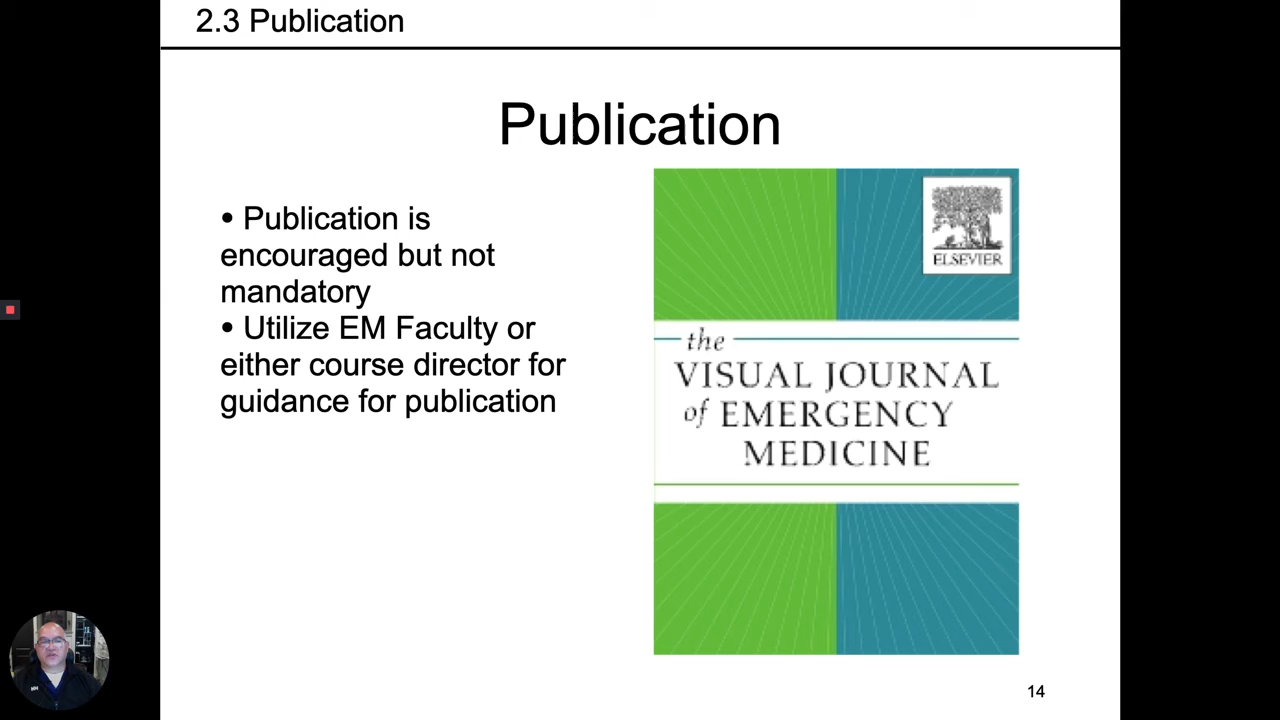 2.3 Publication
Publication
• Publication is
encouraged but not
mandatory
• Utilize EM Faculty or
either course director for
guidance for publication
ELSEVIER
the
VISUAL JOURNAL
of EMERGENCY
MEDICINE
14